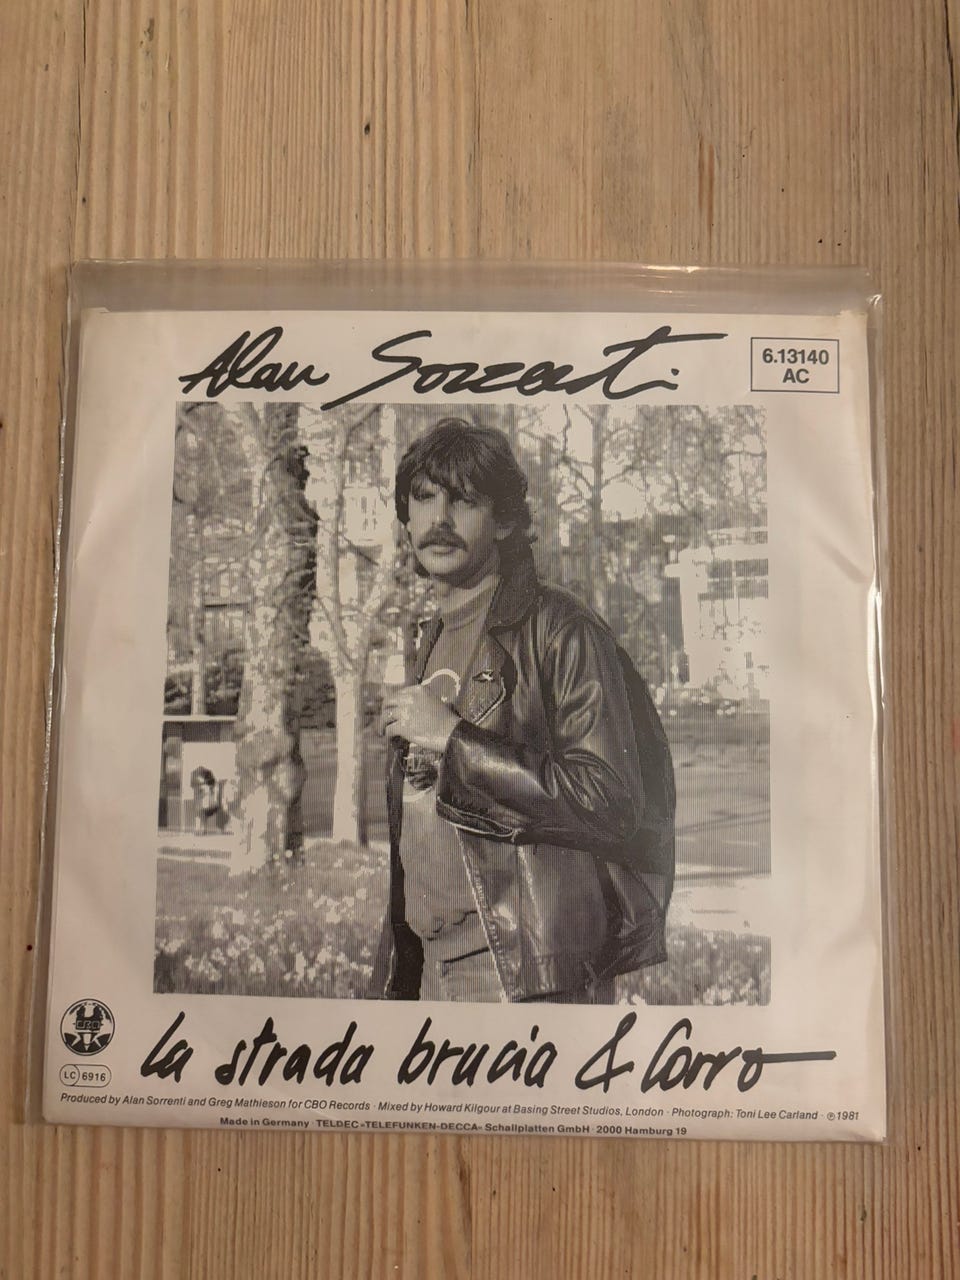 Alan Sorrenti
6.13140
AC
la strada brucia & Corro
LC 6916
Produced by Alan Sorrenti and Greg Mathieson for CBO Records · Mixed by Howard Kilgour at Basing Street Studios, London · Photograph: Toni Lee Carland · ℗ 1981
Made in Germany · TELDEC »TELEFUNKEN-DECCA« Schallplatten GmbH · 2000 Hamburg 19